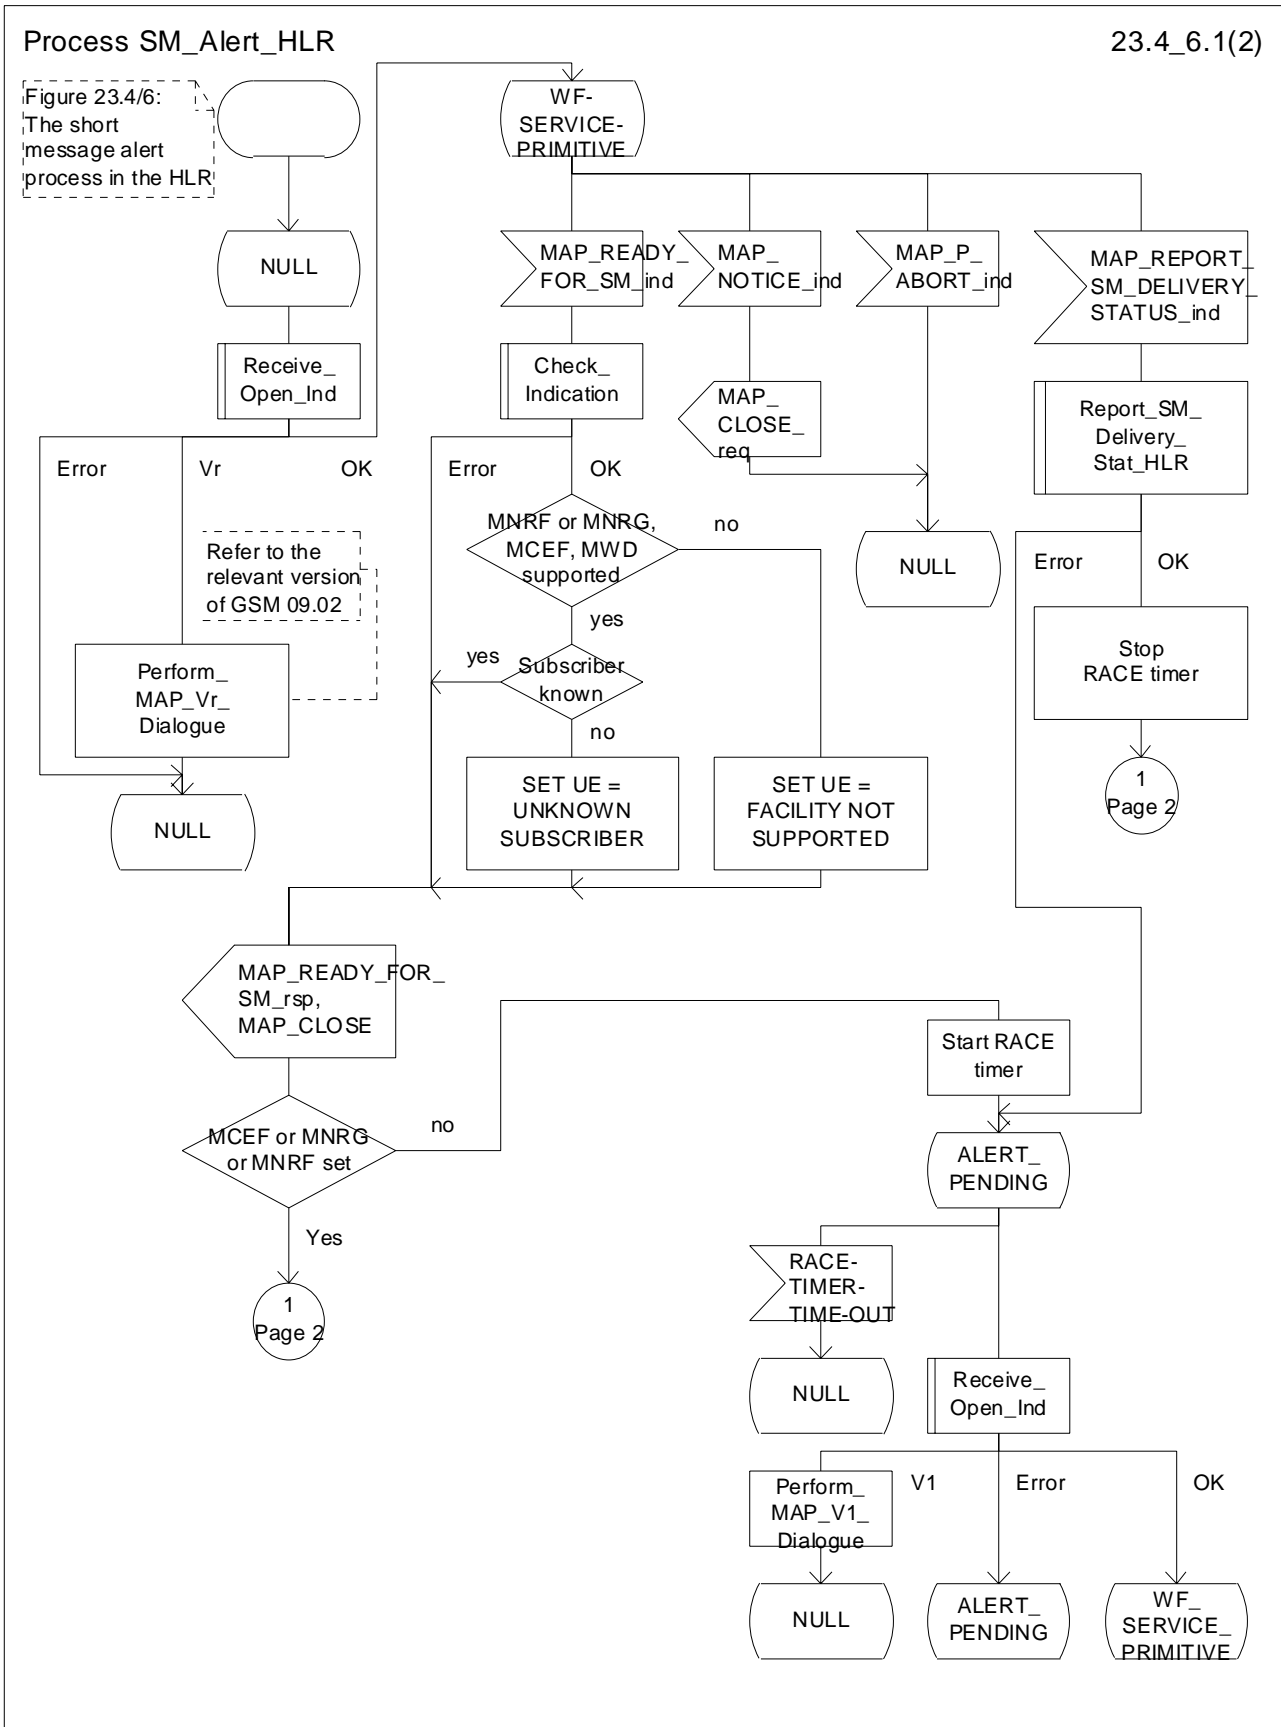 Process SM_Alert_HLR
23.4_6.1(2)
Figure 23.4/6:
The short
message alert
process in the HLR
WF-
SERVICE-
PRIMITIVE
NULL
MAP_READY_
FOR_SM_ind
MAP_
NOTICE_ind
MAP_P_
ABORT_ind
MAP_REPORT_
SM_DELIVERY_
STATUS_ind
Receive_
Open_Ind
Check_
Indication
MAP_
CLOSE_
req
Report_SM_
Delivery_
Stat_HLR
Error
Vr
OK
Error
OK
MNRF or MNRG,
MCEF, MWD
supported
no
yes
Refer to the
relevant version
of GSM 09.02
NULL
Error
OK
Perform_
MAP_Vr_
Dialogue
yes
Subscriber
known
no
Stop
RACE timer
SET UE =
UNKNOWN
SUBSCRIBER
SET UE =
FACILITY NOT
SUPPORTED
1
Page 2
NULL
MAP_READY_FOR_
SM_rsp,
MAP_CLOSE
Start RACE
timer
MCEF or MNRG
or MNRF set
no
Yes
ALERT_
PENDING
1
Page 2
RACE-
TIMER-
TIME-OUT
NULL
Receive_
Open_Ind
V1
Error
OK
Perform_
MAP_V1_
Dialogue
NULL
ALERT_
PENDING
WF_
SERVICE_
PRIMITIVE